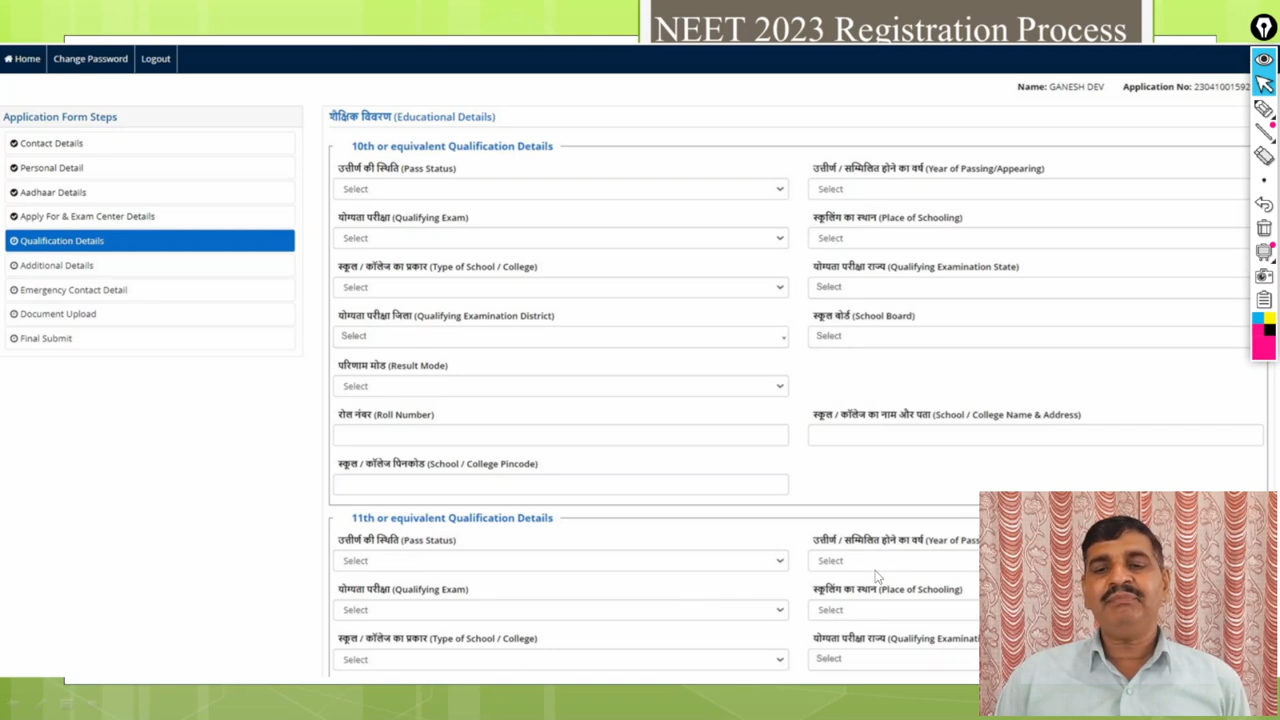 NEET 2023 Registration Process
Home Change Password Logout
Name: GANESH DEV Application No: 23041001592
Application Form Steps
Contact Details
Personal Detail
Aadhaar Details
Apply For & Exam Center Details
Qualification Details
Additional Details
Emergency Contact Detail
Document Upload
Final Submit
शैक्षिक विवरण (Educational Details)
10th or equivalent Qualification Details
उत्तीर्ण की स्थिति (Pass Status) उत्तीर्ण / सम्मिलित होने का वर्ष (Year of Passing/Appearing)
Select Select
योग्यता परीक्षा (Qualifying Exam) स्कूलिंग का स्थान (Place of Schooling)
Select Select
स्कूल / कॉलेज का प्रकार (Type of School / College) योग्यता परीक्षा राज्य (Qualifying Examination State)
Select Select
योग्यता परीक्षा जिला (Qualifying Examination District) स्कूल बोर्ड (School Board)
Select Select
परिणाम मोड (Result Mode)
Select
रोल नंबर (Roll Number) स्कूल / कॉलेज का नाम और पता (School / College Name & Address)
स्कूल / कॉलेज पिनकोड (School / College Pincode)
11th or equivalent Qualification Details
उत्तीर्ण की स्थिति (Pass Status) उत्तीर्ण / सम्मिलित होने का वर्ष (Year of Pass
Select Select
योग्यता परीक्षा (Qualifying Exam) स्कूलिंग का स्थान (Place of Schooling)
Select Select
स्कूल / कॉलेज का प्रकार (Type of School / College) योग्यता परीक्षा राज्य (Qualifying Examinati
Select Select